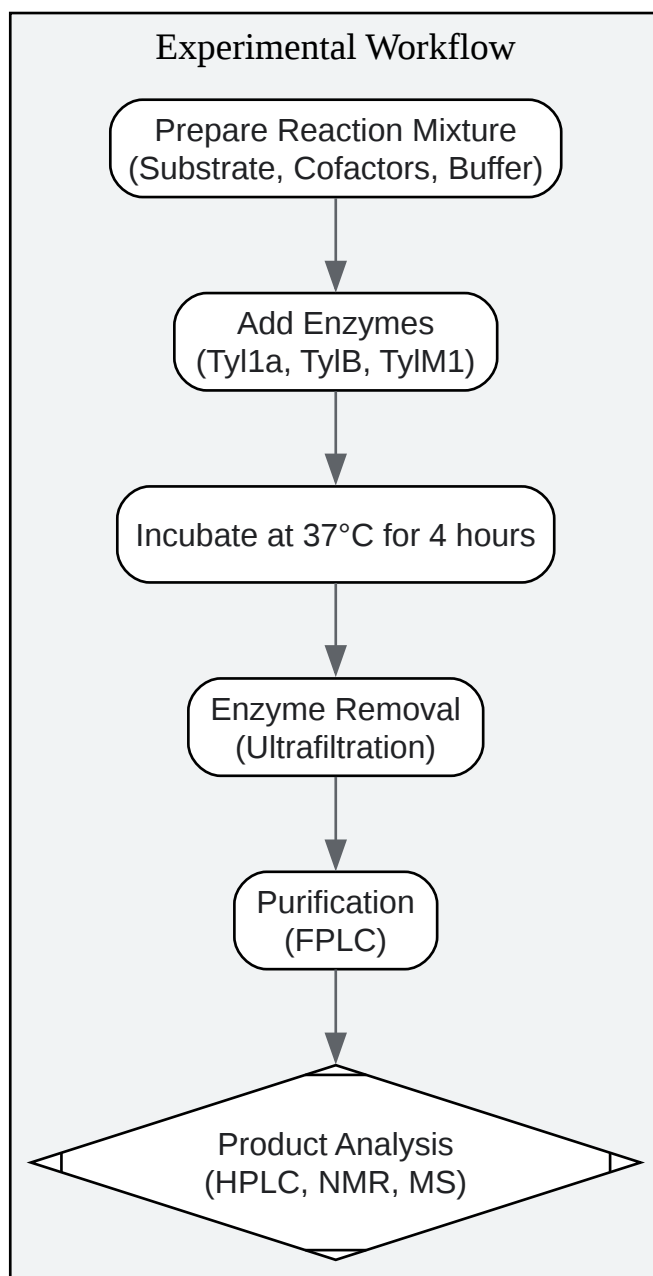 Experimental Workflow
Prepare Reaction Mixture
(Substrate, Cofactors, Buffer)
Add Enzymes
(Tyl1a, TylB, TylM1)
Incubate at 37°C for 4 hours
Enzyme Removal
(Ultrafiltration)
Purification
(FPLC)
Product Analysis
(HPLC, NMR, MS)